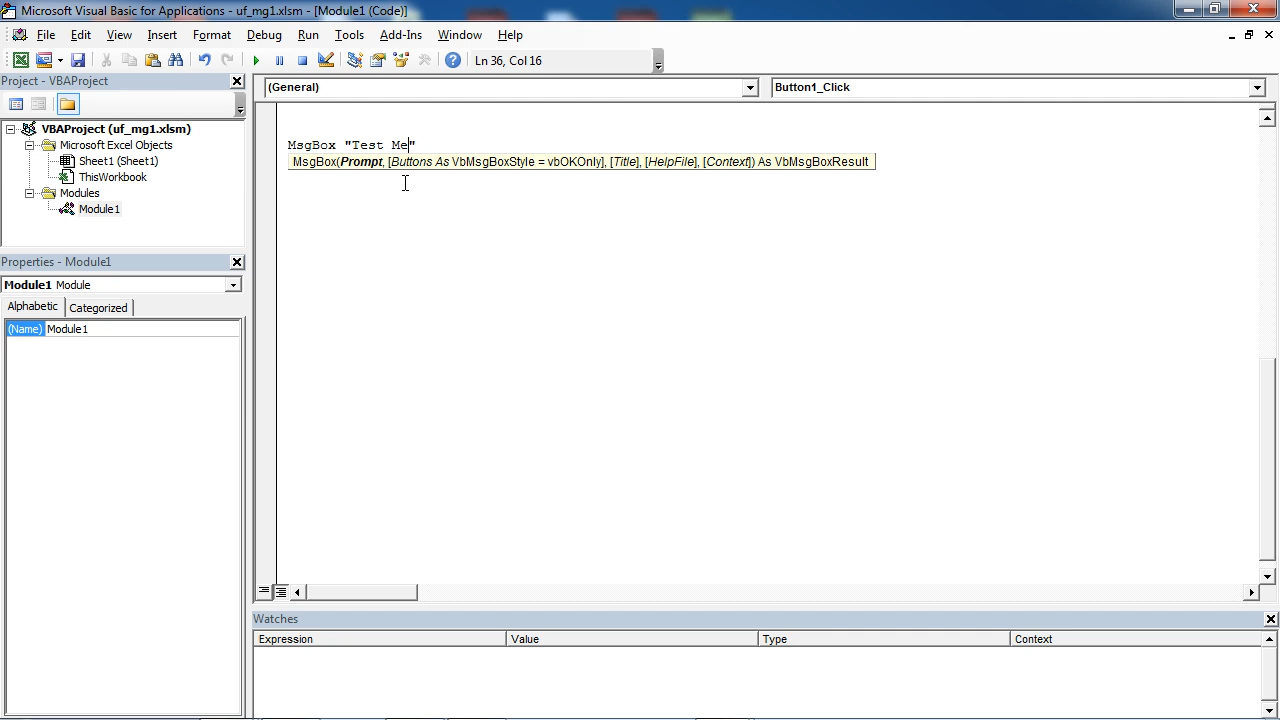 Microsoft Visual Basic for Applications - uf_mg1.xlsm - [Module1 (Code)]
File Edit View Insert Format Debug Run Tools Add-Ins Window Help
Ln 36, Col 16
Project - VBAProject
(General) Button1_Click
VBAProject (uf_mg1.xlsm)
Microsoft Excel Objects
Sheet1 (Sheet1)
ThisWorkbook
Modules
Module1
MsgBox "Test Me"
MsgBox(Prompt, [Buttons As VbMsgBoxStyle = vbOKOnly], [Title], [HelpFile], [Context]) As VbMsgBoxResult
Properties - Module1
Module1 Module
Alphabetic Categorized
(Name) Module1
Watches
Expression Value Type Context